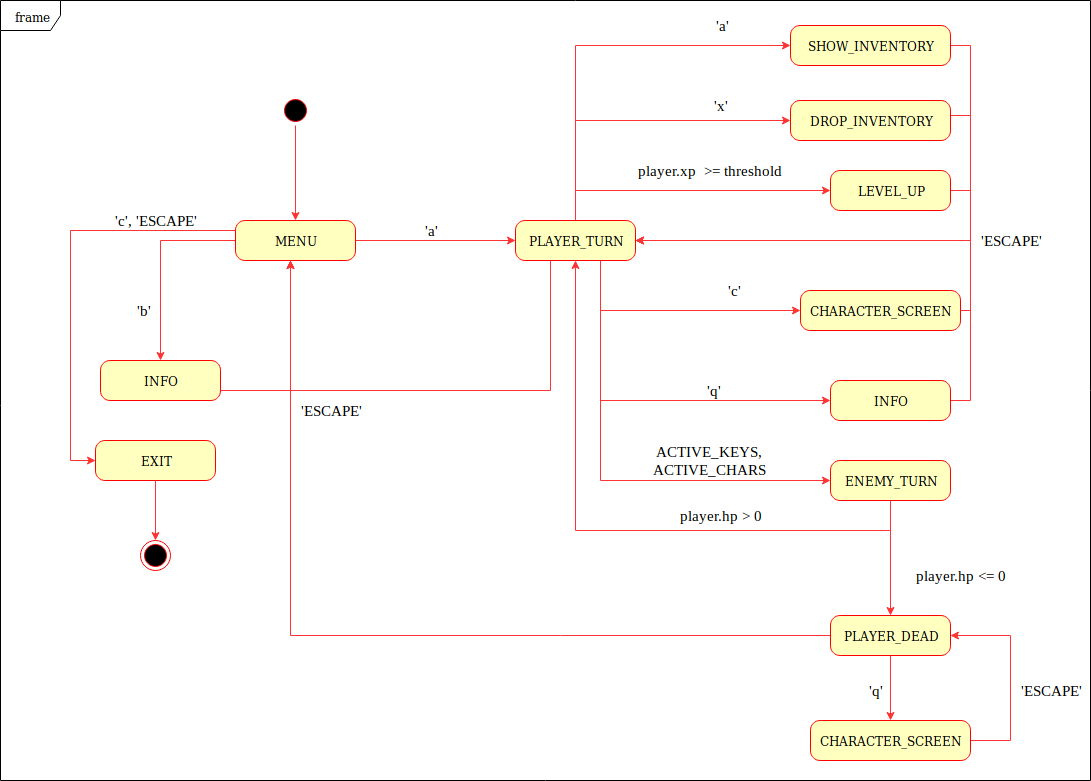 frame
'a'
SHOW_INVENTORY
'x'
DROP_INVENTORY
player.xp  >= threshold
LEVEL_UP
'c', 'ESCAPE'
MENU
'a'
PLAYER_TURN
'ESCAPE'
'b'
'c'
CHARACTER_SCREEN
INFO
'ESCAPE'
'q'
INFO
EXIT
ACTIVE_KEYS,
ACTIVE_CHARS
ENEMY_TURN
player.hp > 0
player.hp <= 0
PLAYER_DEAD
'q'
'ESCAPE'
CHARACTER_SCREEN